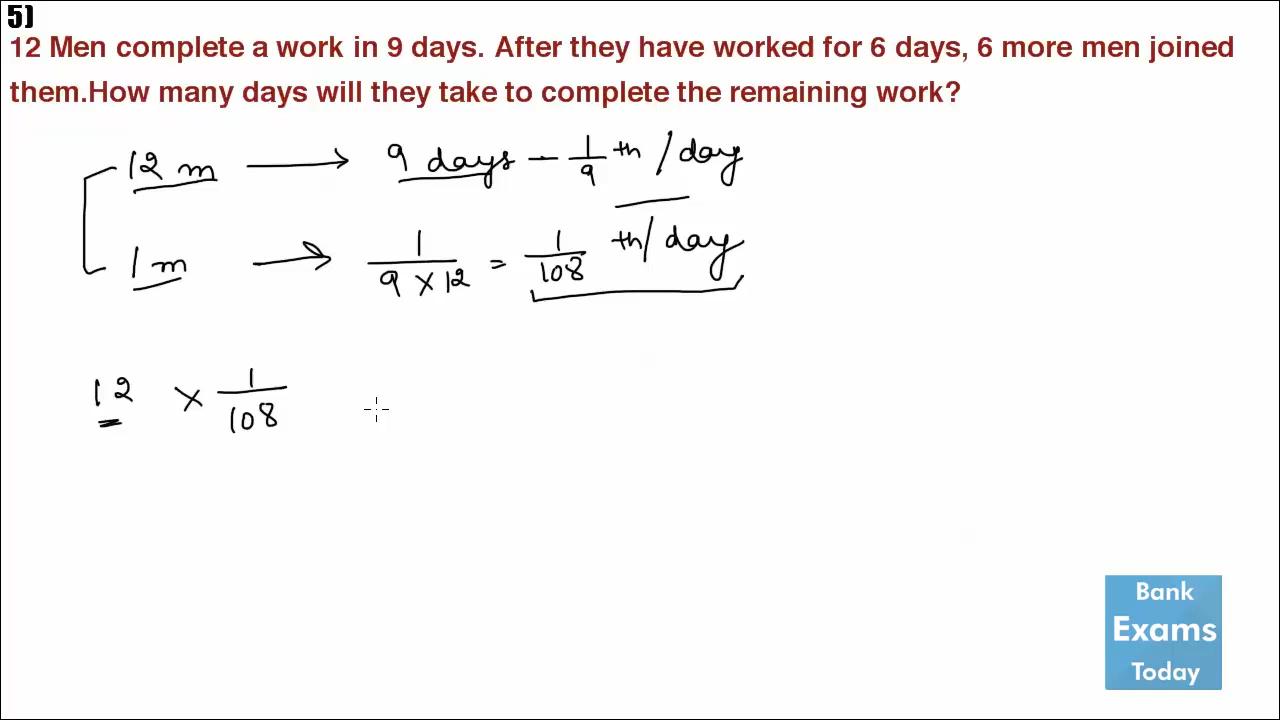 5)
12 Men complete a work in 9 days. After they have worked for 6 days, 6 more men joined
them.How many days will they take to complete the remaining work?
12 m → 9 days – 1/9 th / day
1 m → 1/(9 × 12) = 1/108 th / day
12 × 1/108
Bank
Exams
Today